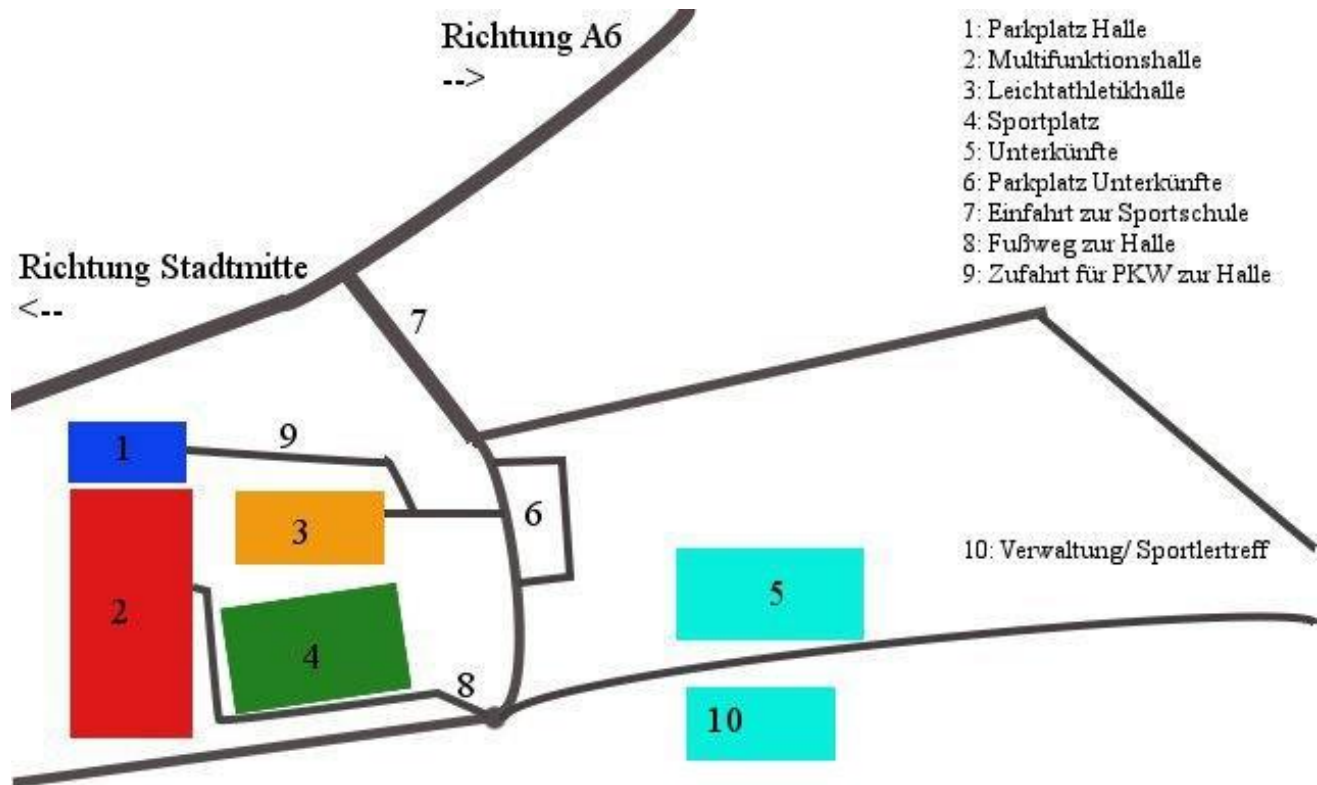 Richtung A6
-->
1: Parkplatz Halle
2: Multifunktionshalle
3: Leichtathletikhalle
4: Sportplatz
5: Unterkünfte
6: Parkplatz Unterkünfte
7: Einfahrt zur Sportschule
8: Fußweg zur Halle
9: Zufahrt für PKW zur Halle
Richtung Stadtmitte
<--
7
1
9
3
6
2
4
5
8
10
10: Verwaltung/ Sportlertreff